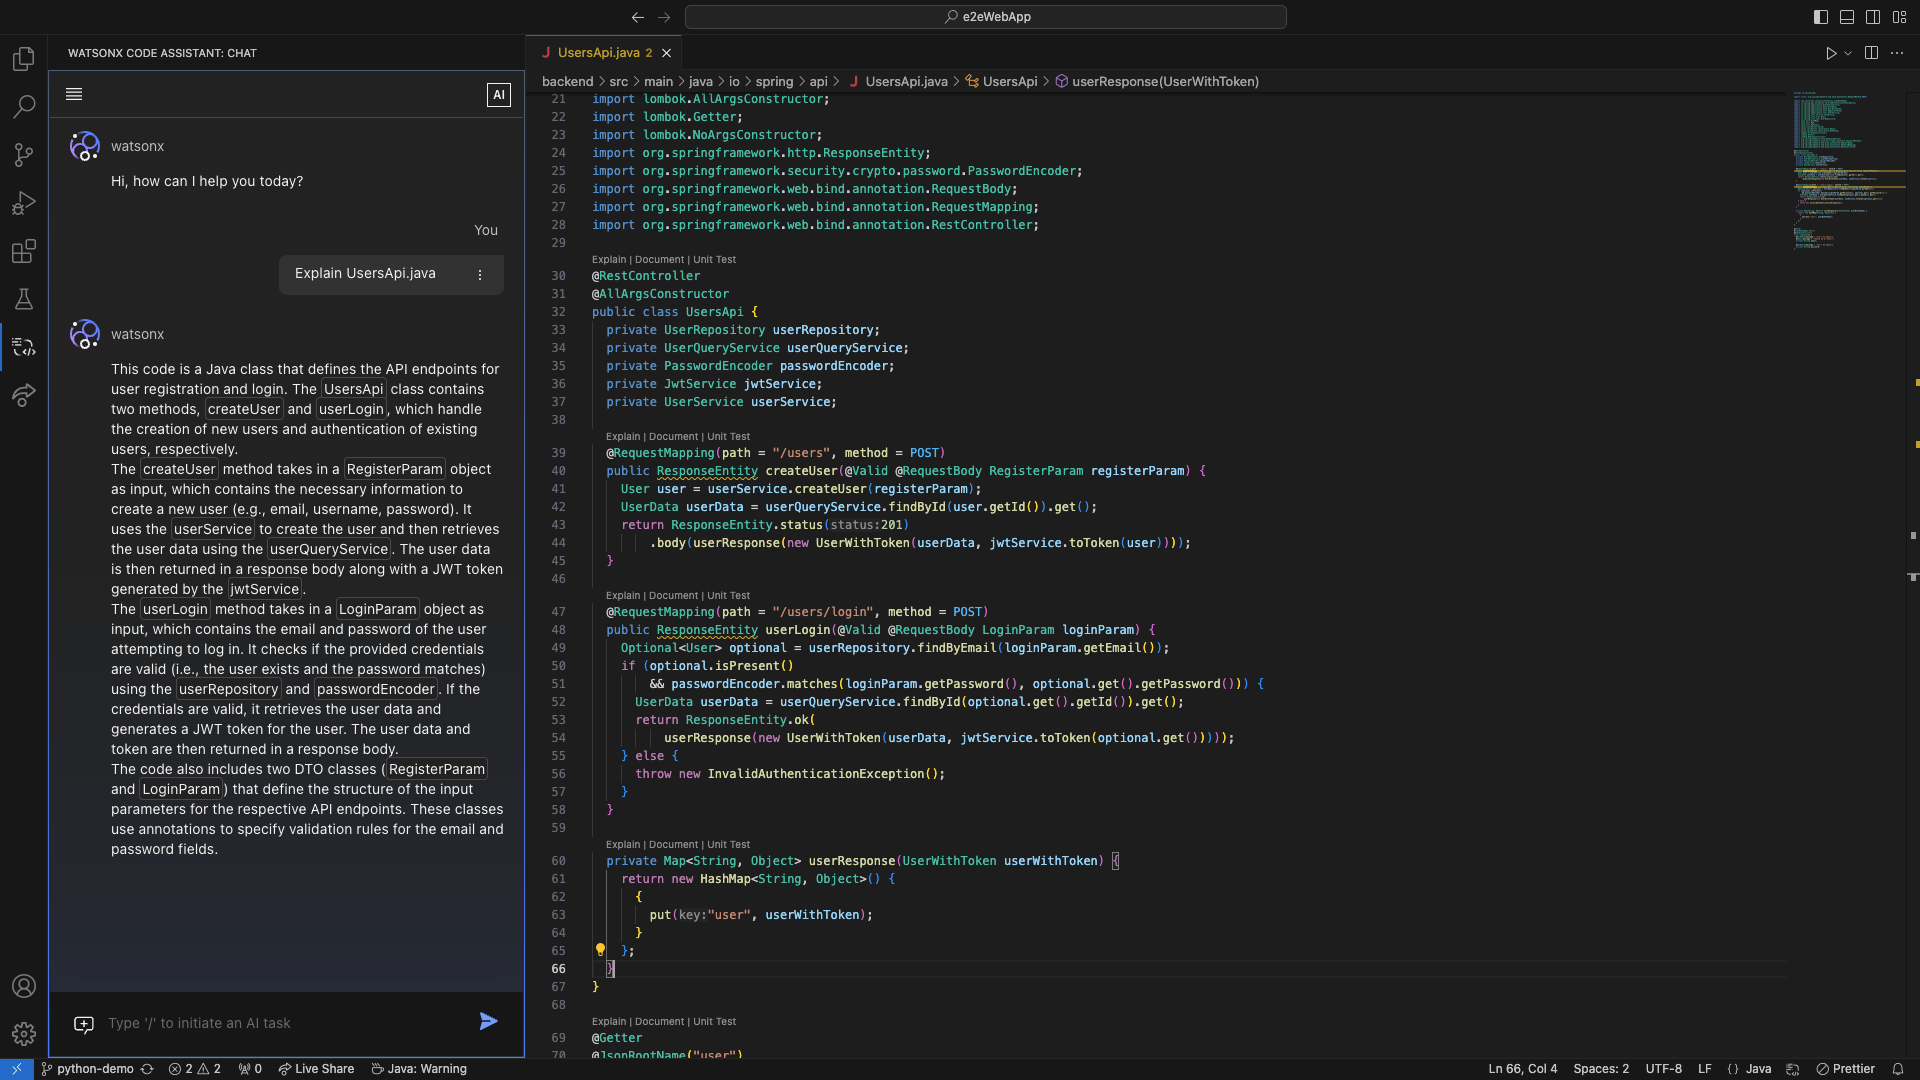 e2eWebApp
WATSONX CODE ASSISTANT: CHAT
AI
watsonx
Hi, how can I help you today?
You
Explain UsersApi.java
watsonx
This code is a Java class that defines the API endpoints for
user registration and login. The UsersApi class contains
two methods, createUser and userLogin, which handle
the creation of new users and authentication of existing
users, respectively.
The createUser method takes in a RegisterParam object
as input, which contains the necessary information to
create a new user (e.g., email, username, password). It
uses the userService to create the user and then retrieves
the user data using the userQueryService. The user data
is then returned in a response body along with a JWT token
generated by the jwtService.
The userLogin method takes in a LoginParam object as
input, which contains the email and password of the user
attempting to log in. It checks if the provided credentials
are valid (i.e., the user exists and the password matches)
using the userRepository and passwordEncoder. If the
credentials are valid, it retrieves the user data and
generates a JWT token for the user. The user data and
token are then returned in a response body.
The code also includes two DTO classes (RegisterParam
and LoginParam) that define the structure of the input
parameters for the respective API endpoints. These classes
use annotations to specify validation rules for the email and
password fields.
Type '/' to initiate an AI task
J UsersApi.java 2
backend > src > main > java > io > spring > api > J UsersApi.java > UsersApi > userResponse(UserWithToken)
21 import lombok.AllArgsConstructor;
22 import lombok.Getter;
23 import lombok.NoArgsConstructor;
24 import org.springframework.http.ResponseEntity;
25 import org.springframework.security.crypto.password.PasswordEncoder;
26 import org.springframework.web.bind.annotation.RequestBody;
27 import org.springframework.web.bind.annotation.RequestMapping;
28 import org.springframework.web.bind.annotation.RestController;
29
Explain | Document | Unit Test
30 @RestController
31 @AllArgsConstructor
32 public class UsersApi {
33 private UserRepository userRepository;
34 private UserQueryService userQueryService;
35 private PasswordEncoder passwordEncoder;
36 private JwtService jwtService;
37 private UserService userService;
38
Explain | Document | Unit Test
39 @RequestMapping(path = "/users", method = POST)
40 public ResponseEntity createUser(@Valid @RequestBody RegisterParam registerParam) {
41 User user = userService.createUser(registerParam);
42 UserData userData = userQueryService.findById(user.getId()).get();
43 return ResponseEntity.status(status:201)
44 .body(userResponse(new UserWithToken(userData, jwtService.toToken(user))));
45 }
46
Explain | Document | Unit Test
47 @RequestMapping(path = "/users/login", method = POST)
48 public ResponseEntity userLogin(@Valid @RequestBody LoginParam loginParam) {
49 Optional<User> optional = userRepository.findByEmail(loginParam.getEmail());
50 if (optional.isPresent()
51 && passwordEncoder.matches(loginParam.getPassword(), optional.get().getPassword())) {
52 UserData userData = userQueryService.findById(optional.get().getId()).get();
53 return ResponseEntity.ok(
54 userResponse(new UserWithToken(userData, jwtService.toToken(optional.get()))));
55 } else {
56 throw new InvalidAuthenticationException();
57 }
58 }
59
Explain | Document | Unit Test
60 private Map<String, Object> userResponse(UserWithToken userWithToken) {
61 return new HashMap<String, Object>() {
62 {
63 put(key:"user", userWithToken);
64 }
65 };
66 }
67 }
68
Explain | Document | Unit Test
69 @Getter
70 @JsonRootName("user")
python-demo 2 2 0 Live Share Java: Warning
Ln 66, Col 4 Spaces: 2 UTF-8 LF {} Java Prettier